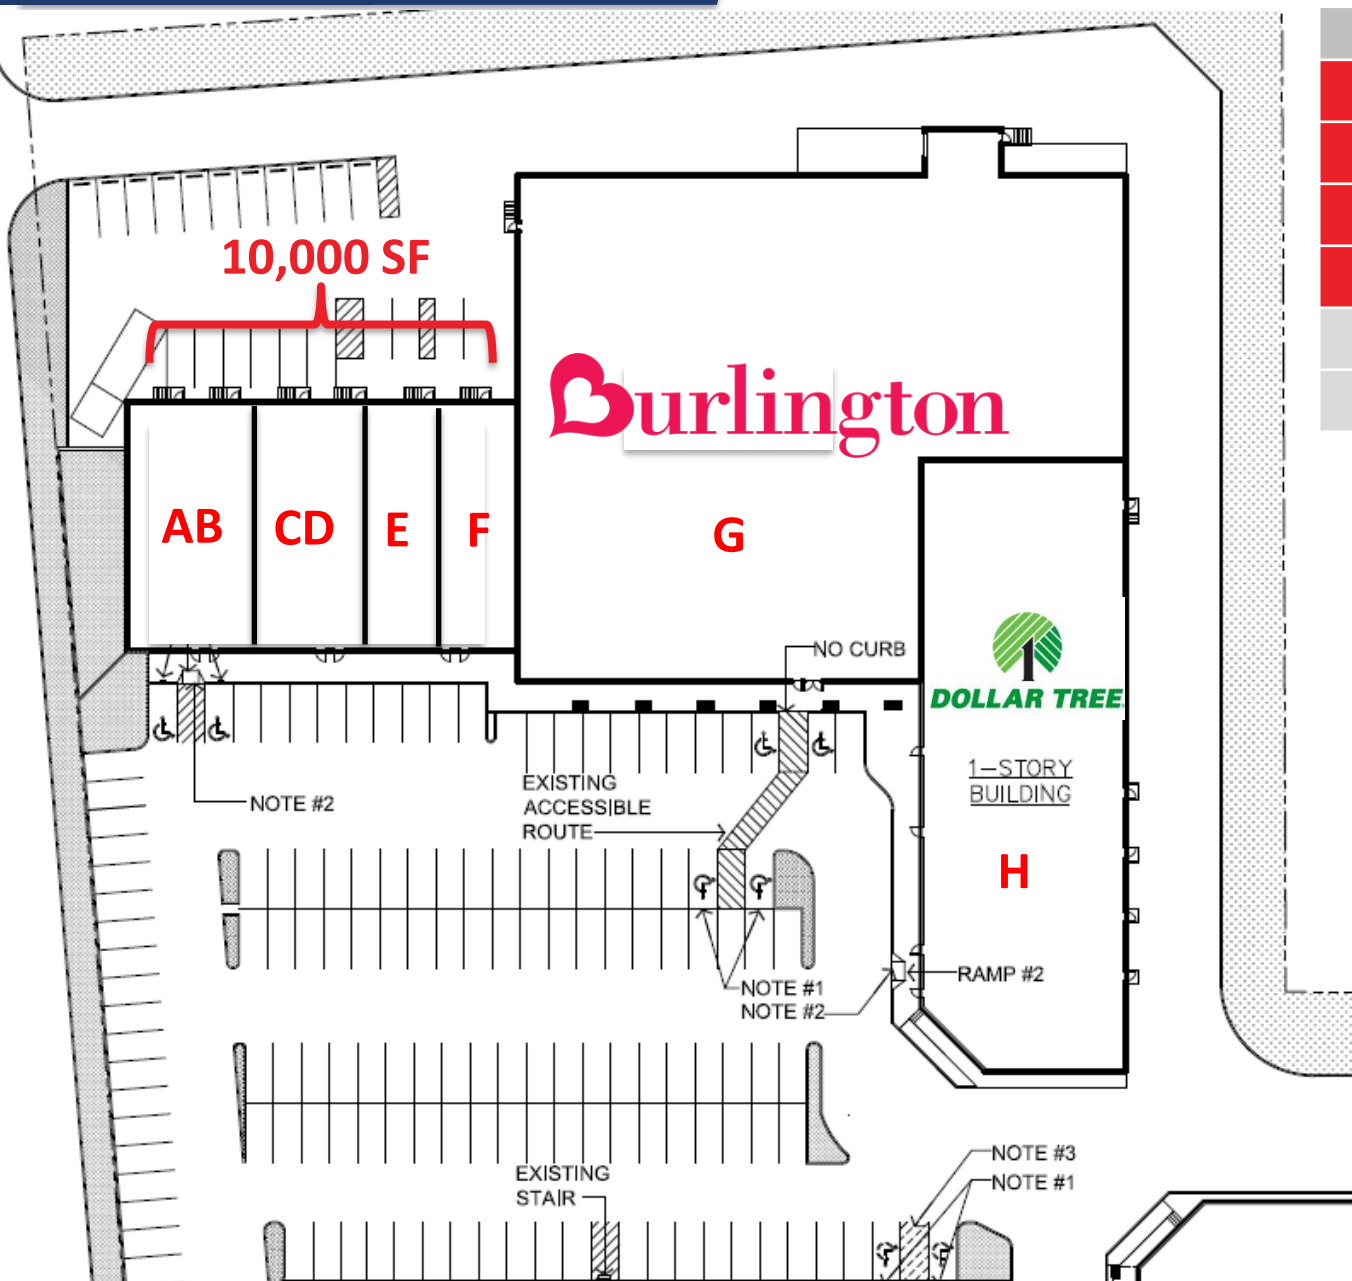 10,000 SF
Burlington
AB
CD
E
F
G
NO CURB
DOLLAR TREE
1-STORY
BUILDING
H
NOTE #2
EXISTING
ACCESSIBLE
ROUTE
NOTE #1
NOTE #2
RAMP #2
EXISTING
STAIR
NOTE #3
NOTE #1